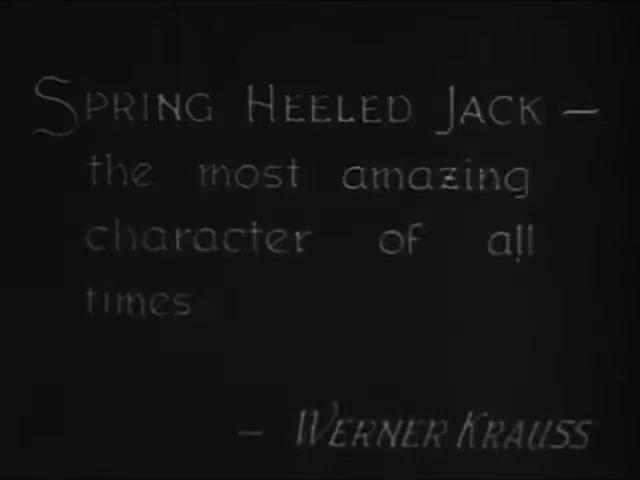 SPRING HEELED JACK —
the most amazing
character of all
times
— WERNER KRAUSS